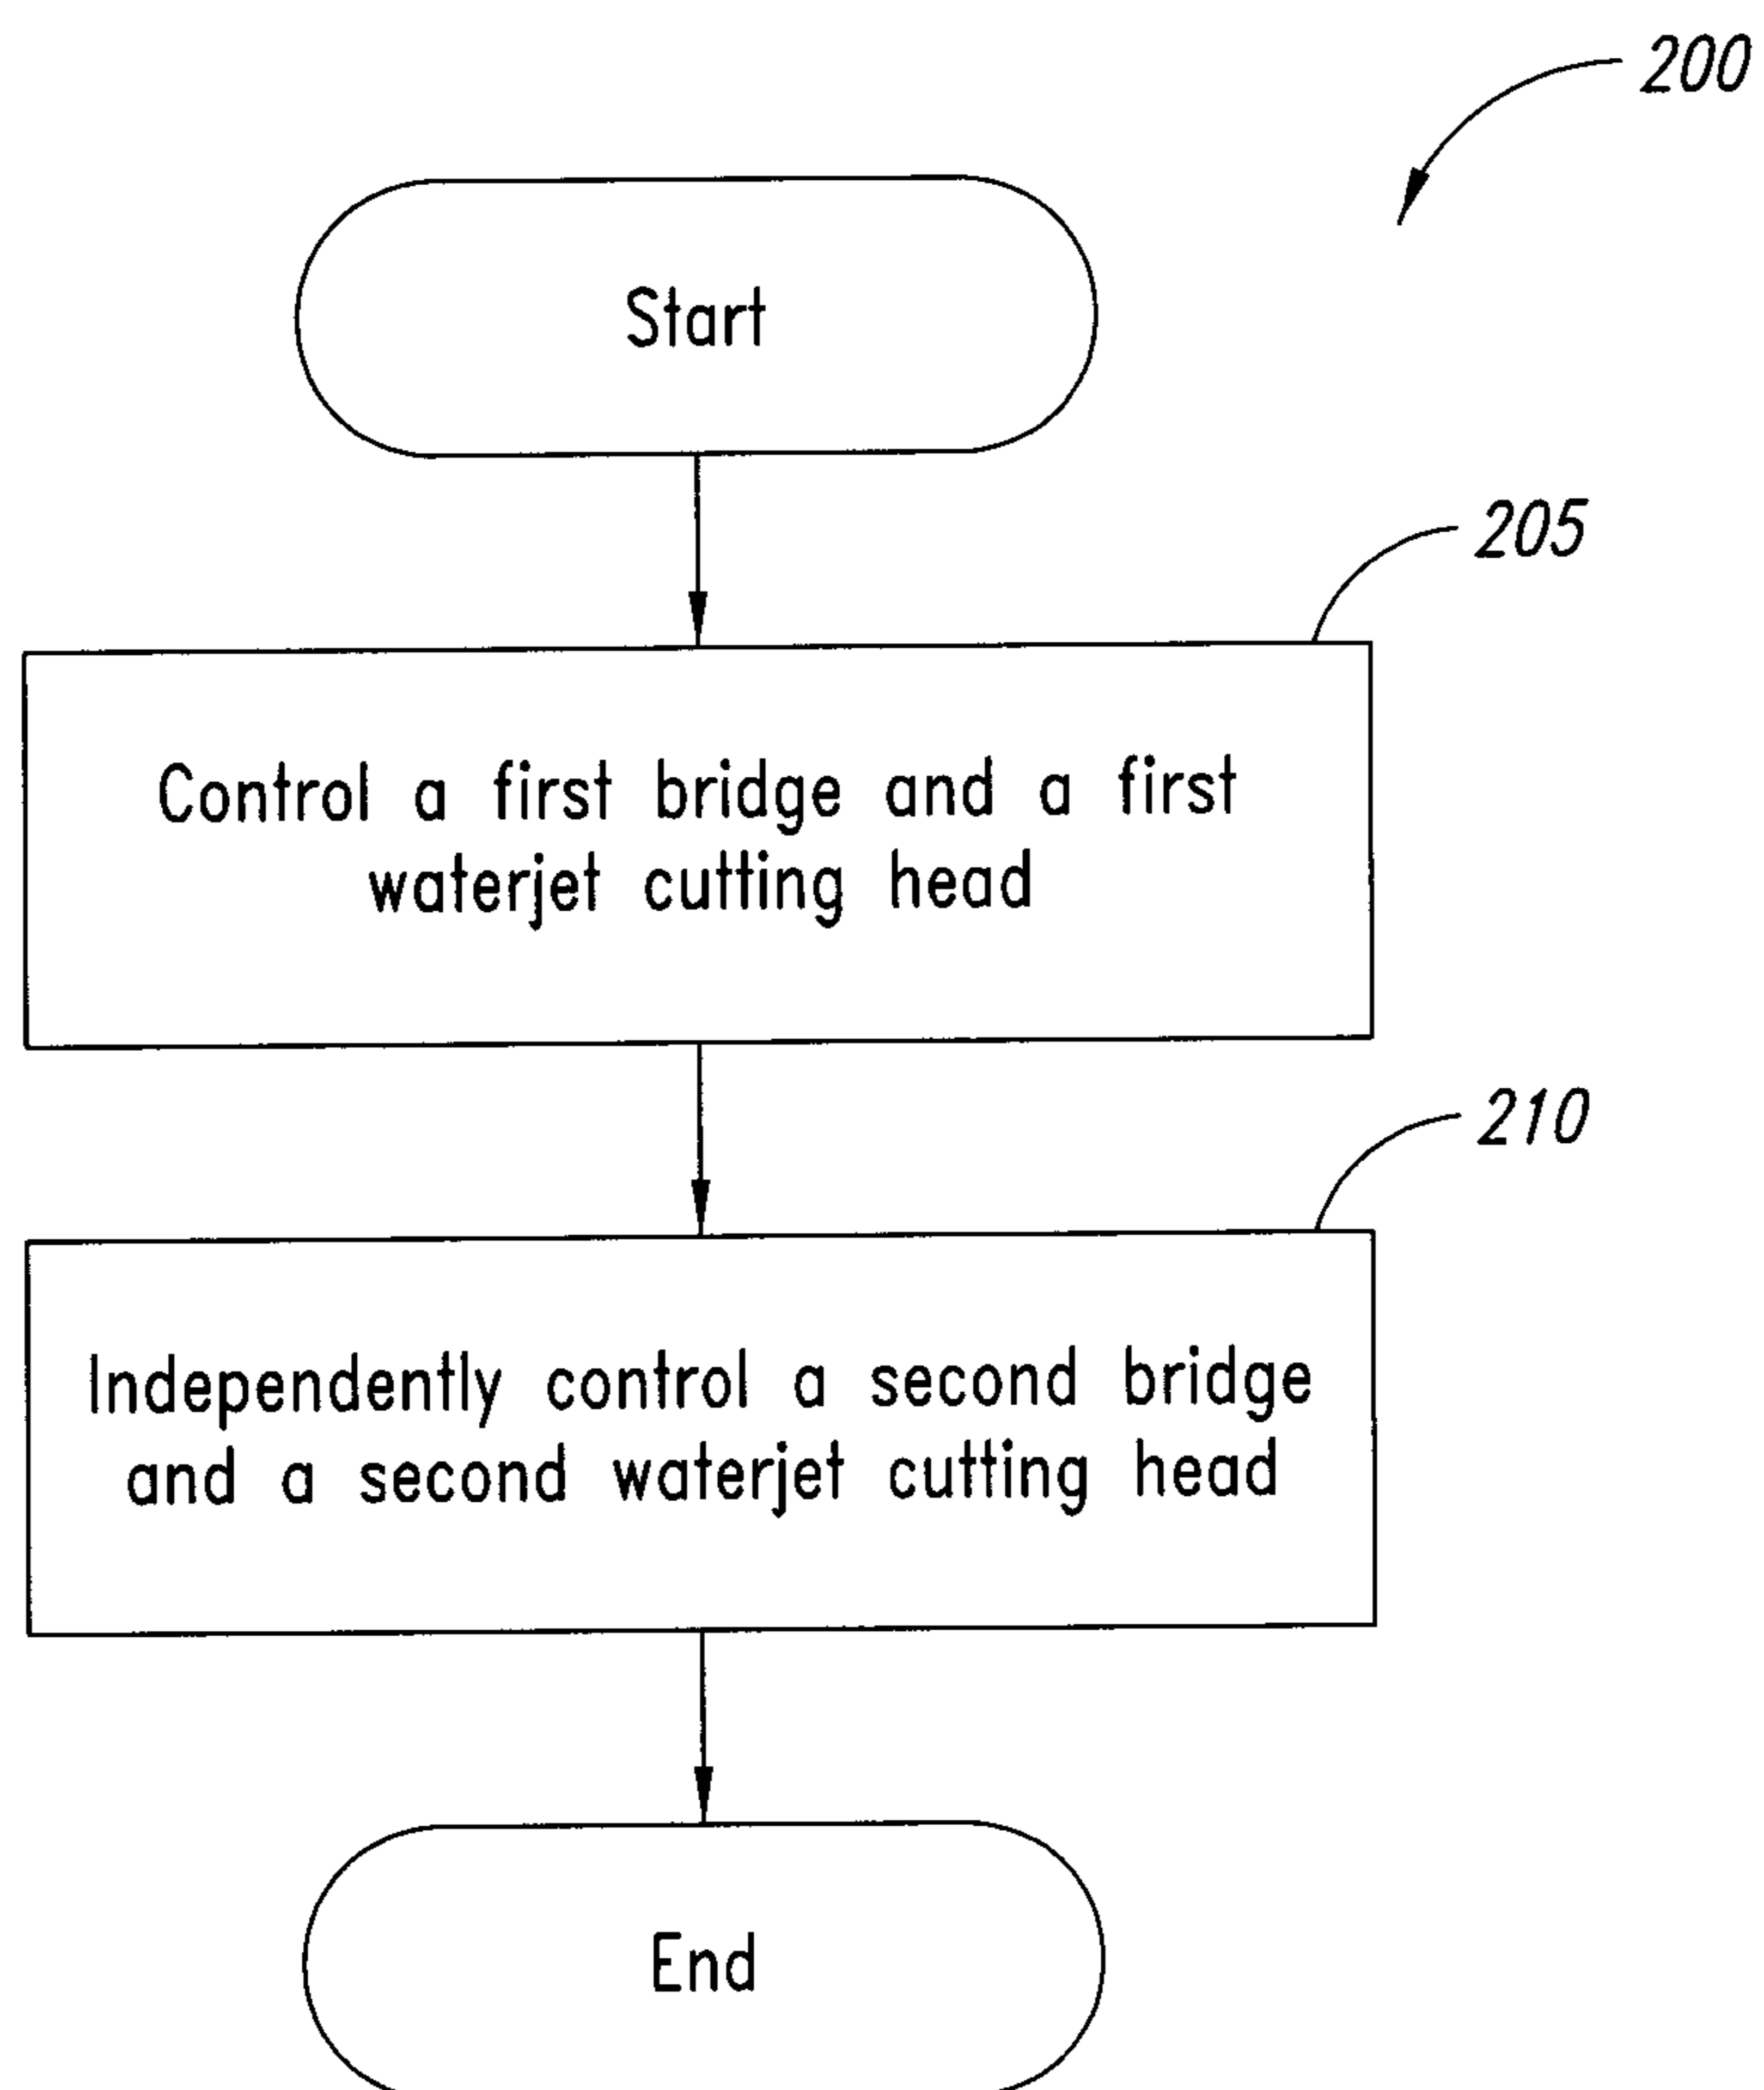 200
Start
205
Control a first bridge and a first
waterjet cutting head
210
Independently control a second bridge
and a second waterjet cutting head
End